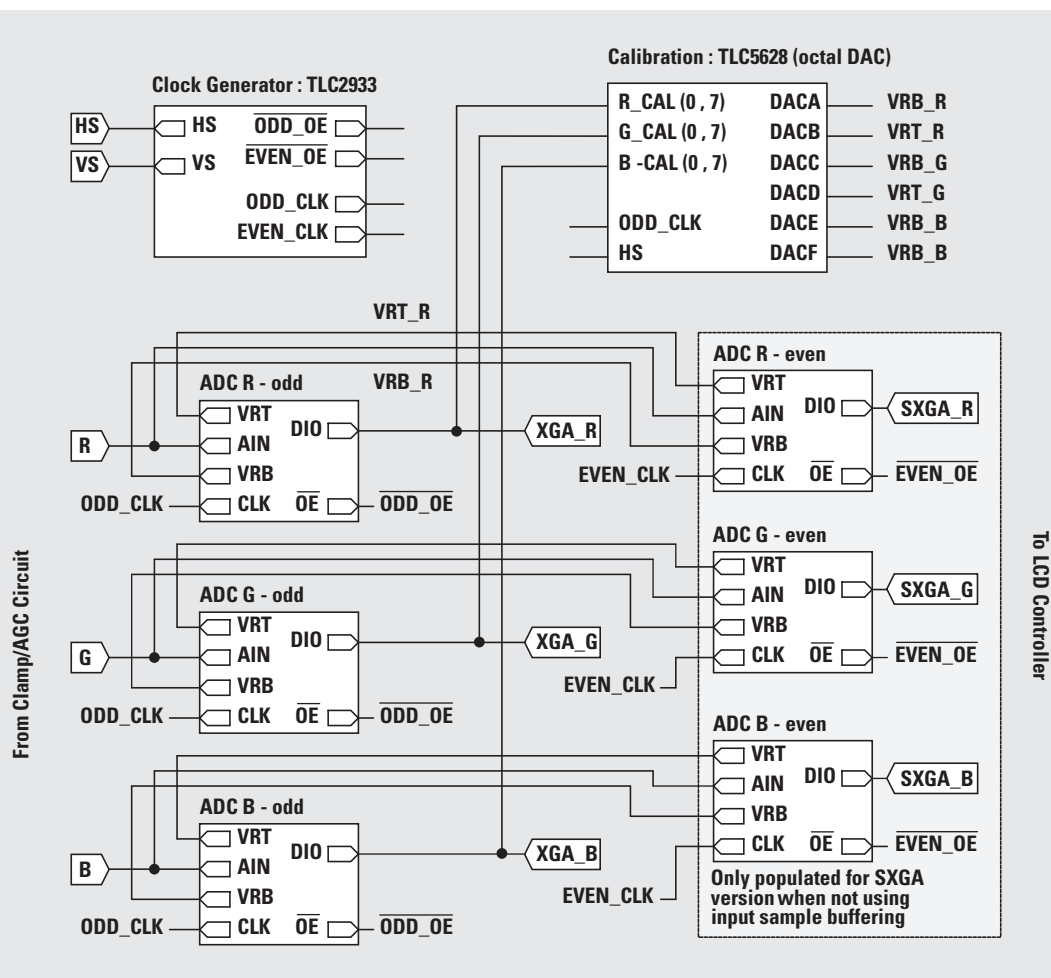 Calibration : TLC5628 (octal DAC)
Clock Generator : TLC2933
HS
VS
HS
VS
ODD_OE
EVEN_OE
ODD_CLK
EVEN_CLK
R_CAL (0 , 7)
G_CAL (0 , 7)
B -CAL (0 , 7)
ODD_CLK
HS
DACA
DACB
DACC
DACD
DACE
DACF
VRB_R
VRT_R
VRB_G
VRT_G
VRB_B
VRB_B
VRT_R
VRB_R
ADC R - odd
R
ODD_CLK
VRT
AIN
VRB
CLK
DIO
OE
ODD_OE
XGA_R
ADC R - even
EVEN_CLK
VRT
AIN
VRB
CLK
DIO
OE
SXGA_R
EVEN_OE
ADC G - odd
G
ODD_CLK
VRT
AIN
VRB
CLK
DIO
OE
ODD_OE
XGA_G
ADC G - even
EVEN_CLK
VRT
AIN
VRB
CLK
DIO
OE
SXGA_G
EVEN_OE
ADC B - odd
B
ODD_CLK
VRT
AIN
VRB
CLK
DIO
OE
ODD_OE
XGA_B
ADC B - even
EVEN_CLK
VRT
AIN
VRB
CLK
DIO
OE
SXGA_B
EVEN_OE
Only populated for SXGA
version when not using
input sample buffering
From Clamp/AGC Circuit
To LCD Controller